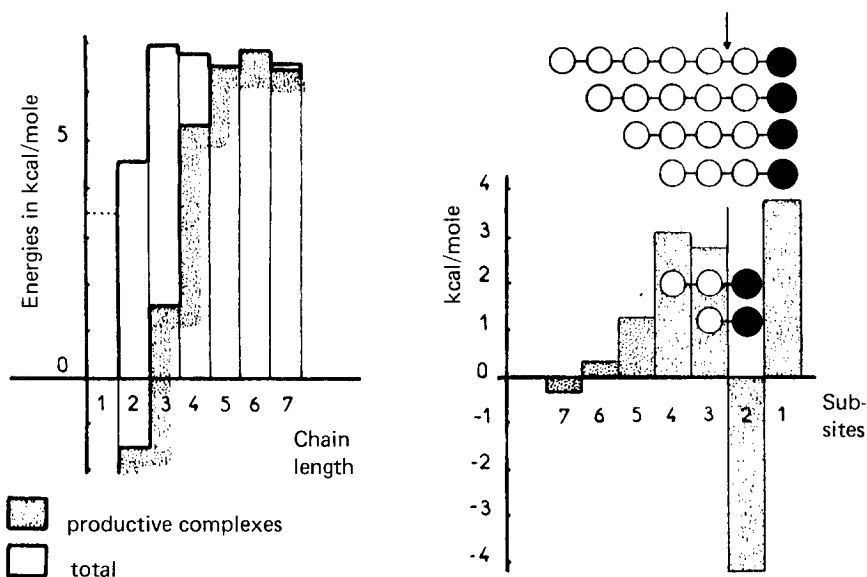 Energies in kcal/mole
5
0
1 2 3 4 5 6 7
Chain
length
productive complexes
total
kcal/mole
4
3
2
1
0
-1
-2
-3
-4
7 6 5 4 3 2 1
Sub-
sites